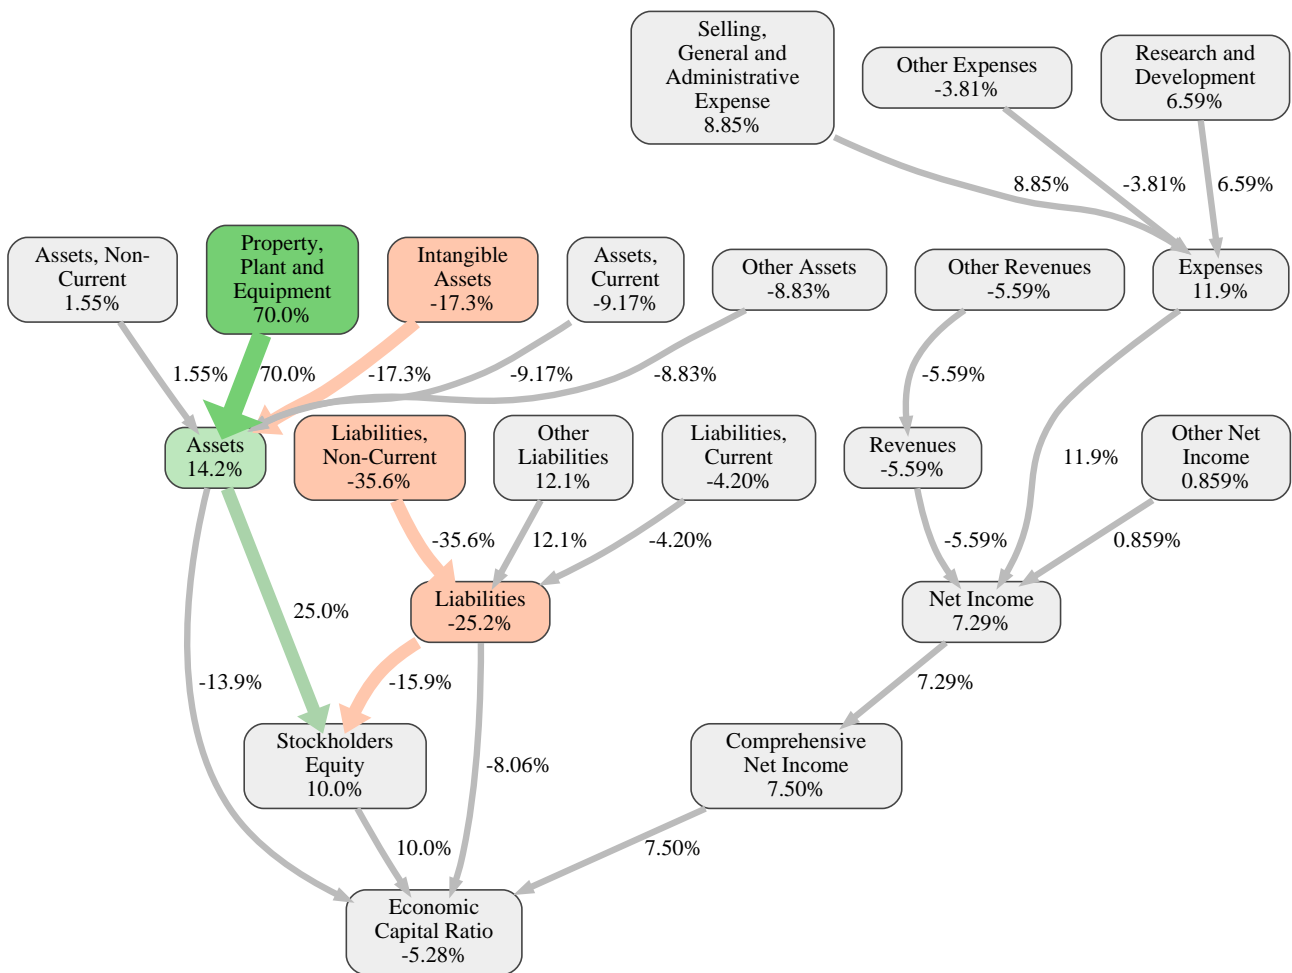 Selling,
General and
Administrative
Expense
8.85%
Other Expenses
-3.81%
Research and
Development
6.59%
8.85%
-3.81%
6.59%
Assets, Non-
Current
1.55%
Property,
Plant and
Equipment
70.0%
Intangible
Assets
-17.3%
Assets,
Current
-9.17%
Other Assets
-8.83%
Other Revenues
-5.59%
Expenses
11.9%
1.55%
70.0%
-17.3%
-9.17%
-8.83%
-5.59%
Assets
14.2%
Liabilities,
Non-Current
-35.6%
Other
Liabilities
12.1%
Liabilities,
Current
-4.20%
Revenues
-5.59%
11.9%
Other Net
Income
0.859%
-35.6%
12.1%
-4.20%
-5.59%
0.859%
25.0%
Liabilities
-25.2%
Net Income
7.29%
-13.9%
-15.9%
7.29%
Stockholders
Equity
10.0%
-8.06%
Comprehensive
Net Income
7.50%
10.0%
7.50%
Economic
Capital Ratio
-5.28%